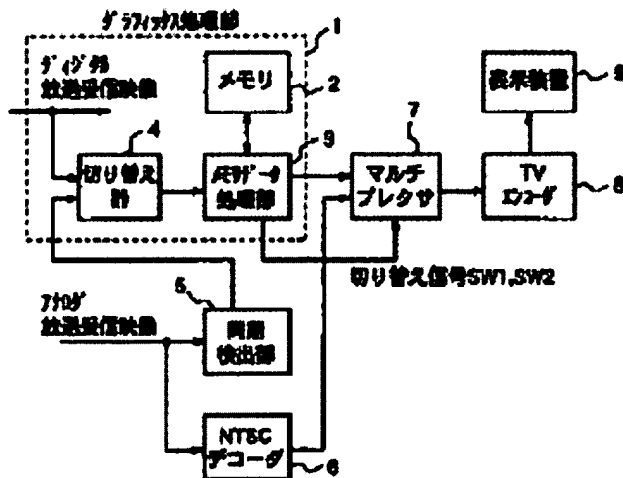 グラフィックス処理部
1
ディジタル
放送受信映像
メモリ
2
表示装置
9
4
切り替え
部
3
メモリデータ
処理部
7
マルチ
プレクサ
TV
エンコーダ
8
切り替え信号SW1,SW2
アナログ
放送受信映像
5
同期
検出部
NTSC
デコーダ
6